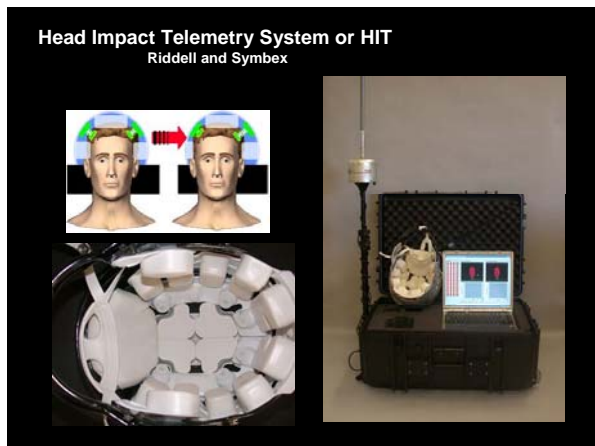 Head Impact Telemetry System or HIT
Riddell and Symbex